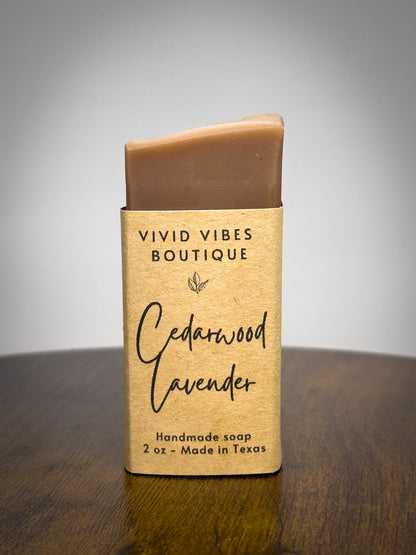 VIVID VIBES
BOUTIQUE
Cedarwood
Lavender
Handmade soap
2 oz - Made in Texas